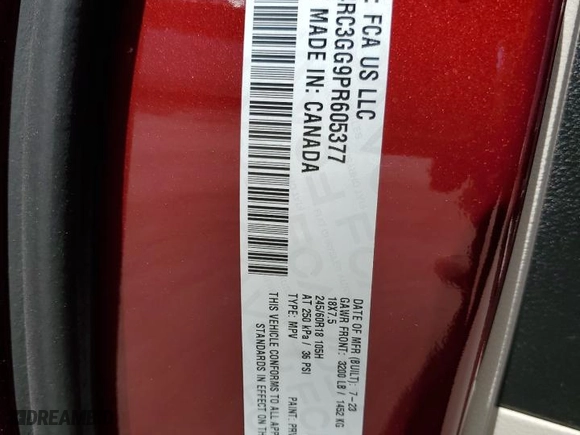 : FCA US LLC
RC3GG9PR605377
MADE IN: CANADA
DATE OF MFR (BUILT): 7-23
GAWR FRONT: 3200 LB / 1452 KG
18X7.5
245/60R18 105H
AT 250 kPa / 36 PSI
TYPE: MPV
PAINT: PRV
THIS VEHICLE CONFORMS TO ALL APP
STANDARDS IN EFFECT ON
DREAM